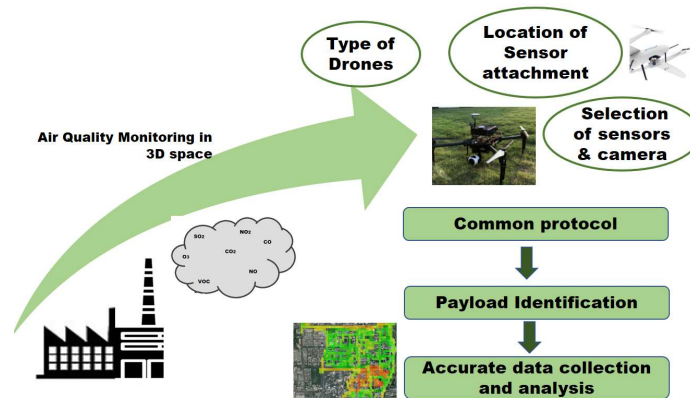 Type of
Drones
Location of
Sensor
attachment
Air Quality Monitoring in
3D space
Selection
of sensors
& camera
SO₂
NO₂
CO
O₃
CO₂
VOC
NO
Common protocol
Payload Identification
Accurate data collection
and analysis